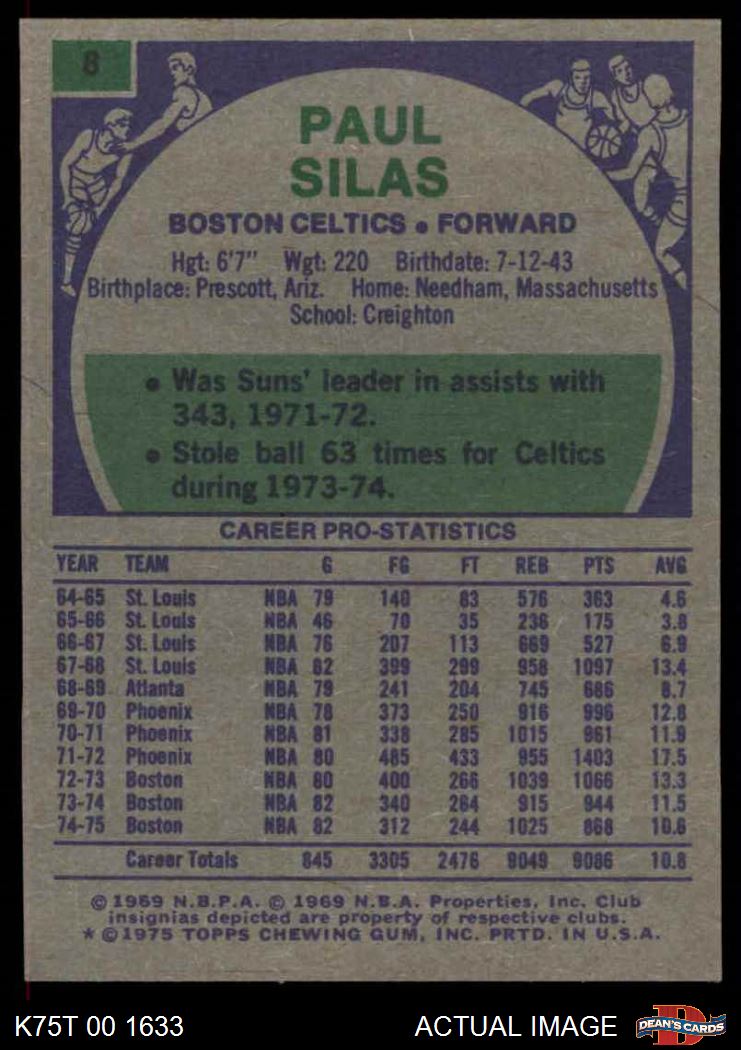 8
PAUL
SILAS
BOSTON CELTICS • FORWARD
Hgt: 6'7" Wgt: 220 Birthdate: 7-12-43
Birthplace: Prescott, Ariz. Home: Needham, Massachusetts
School: Creighton
• Was Suns' leader in assists with
343, 1971-72.
• Stole ball 63 times for Celtics
during 1973-74.
CAREER PRO-STATISTICS
YEAR TEAM G FG FT REB PTS AVG
64-65 St. Louis NBA 79 140 83 576 363 4.6
65-66 St. Louis NBA 46 70 35 236 175 3.8
66-67 St. Louis NBA 76 207 113 669 527 6.9
67-68 St. Louis NBA 82 399 299 958 1097 13.4
68-69 Atlanta NBA 79 241 204 745 686 8.7
69-70 Phoenix NBA 78 373 250 916 996 12.8
70-71 Phoenix NBA 81 338 285 1015 961 11.9
71-72 Phoenix NBA 80 485 433 955 1403 17.5
72-73 Boston NBA 80 400 266 1039 1066 13.3
73-74 Boston NBA 82 340 264 915 944 11.5
74-75 Boston NBA 82 312 244 1025 868 10.6
Career Totals 845 3305 2476 9049 9086 10.8
© 1969 N.B.P.A. © 1969 N.B.A. Properties, Inc. Club
insignias depicted are property of respective clubs.
* © 1975 TOPPS CHEWING GUM, INC. PRTD. IN U.S.A.
K75T 00 1633 ACTUAL IMAGE D DEAN'S CARDS